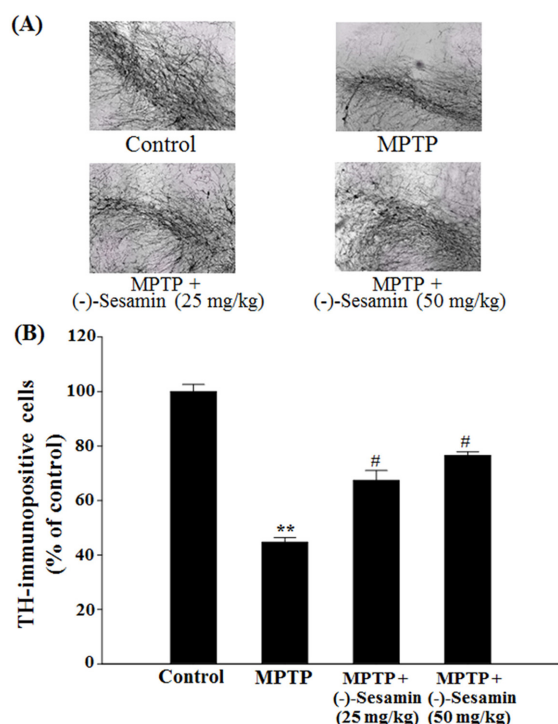 (A)
Control
MPTP
MPTP +
(-)-Sesamin (25 mg/kg)
MPTP +
(-)-Sesamin (50 mg/kg)
(B)
TH-immunopositive cells
(% of control)
120
100
80
60
40
20
0
**
#
#
Control
MPTP
MPTP +
(-)-Sesamin
(25 mg/kg)
MPTP +
(-)-Sesamin
(50 mg/kg)